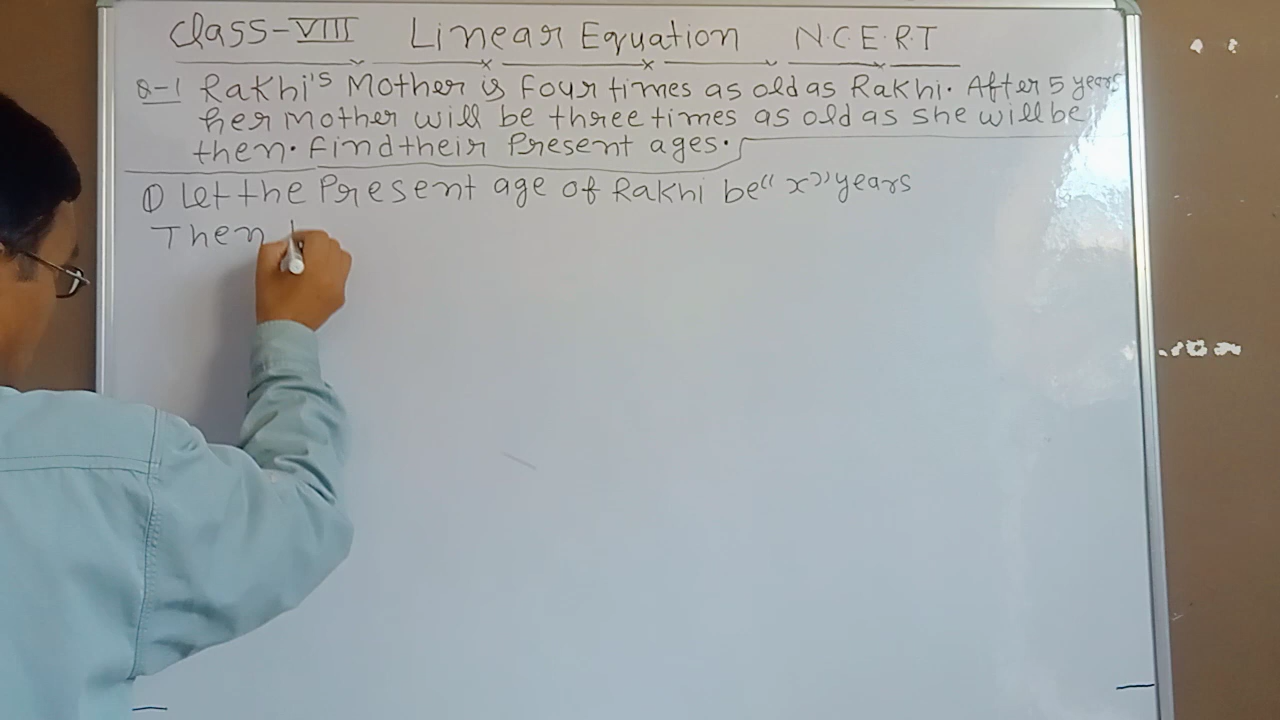 Class-VIII Linear Equation N.C.E.R.T
Q-1 Rakhi's Mother is Four times as old as Rakhi. After 5 years
her Mother will be three times as old as she will be
then. Find their Present ages.
① Let the Present age of Rakhi be "x" years
Then